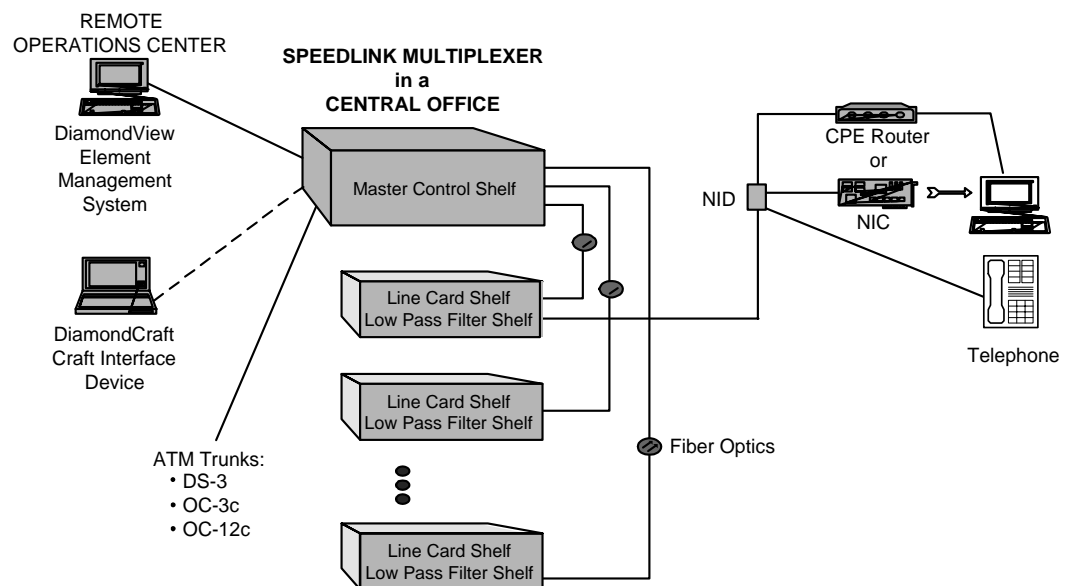 REMOTE
OPERATIONS CENTER
DiamondView
Element
Management
System
DiamondCraft
Craft Interface
Device
ATM Trunks:
• DS-3
• OC-3c
• OC-12c
SPEEDLINK MULTIPLEXER
in a
CENTRAL OFFICE
Master Control Shelf
Line Card Shelf
Low Pass Filter Shelf
Line Card Shelf
Low Pass Filter Shelf
Line Card Shelf
Low Pass Filter Shelf
Fiber Optics
NID
CPE Router
or
NIC
Telephone